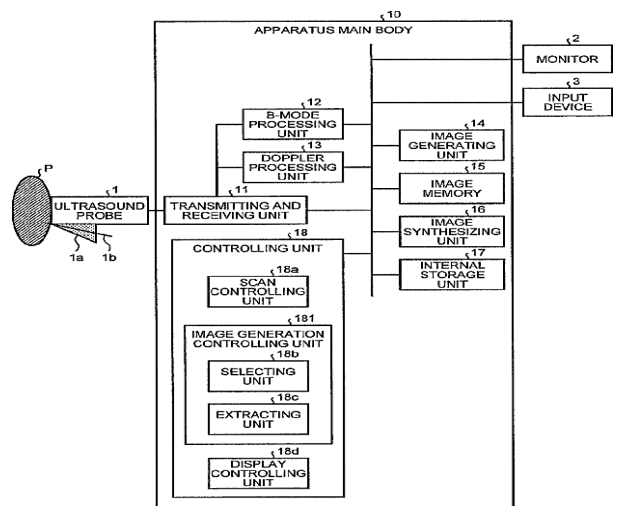 10
APPARATUS MAIN BODY
2
MONITOR
3
INPUT
DEVICE
12
B-MODE
PROCESSING
UNIT
13
DOPPLER
PROCESSING
UNIT
14
IMAGE
GENERATING
UNIT
15
IMAGE
MEMORY
16
IMAGE
SYNTHESIZING
UNIT
17
INTERNAL
STORAGE
UNIT
P
1
ULTRASOUND
PROBE
1a
1b
11
TRANSMITTING AND
RECEIVING UNIT
18
CONTROLLING UNIT
18a
SCAN
CONTROLLING
UNIT
181
IMAGE GENERATION
CONTROLLING UNIT
18b
SELECTING
UNIT
18c
EXTRACTING
UNIT
18d
DISPLAY
CONTROLLING
UNIT